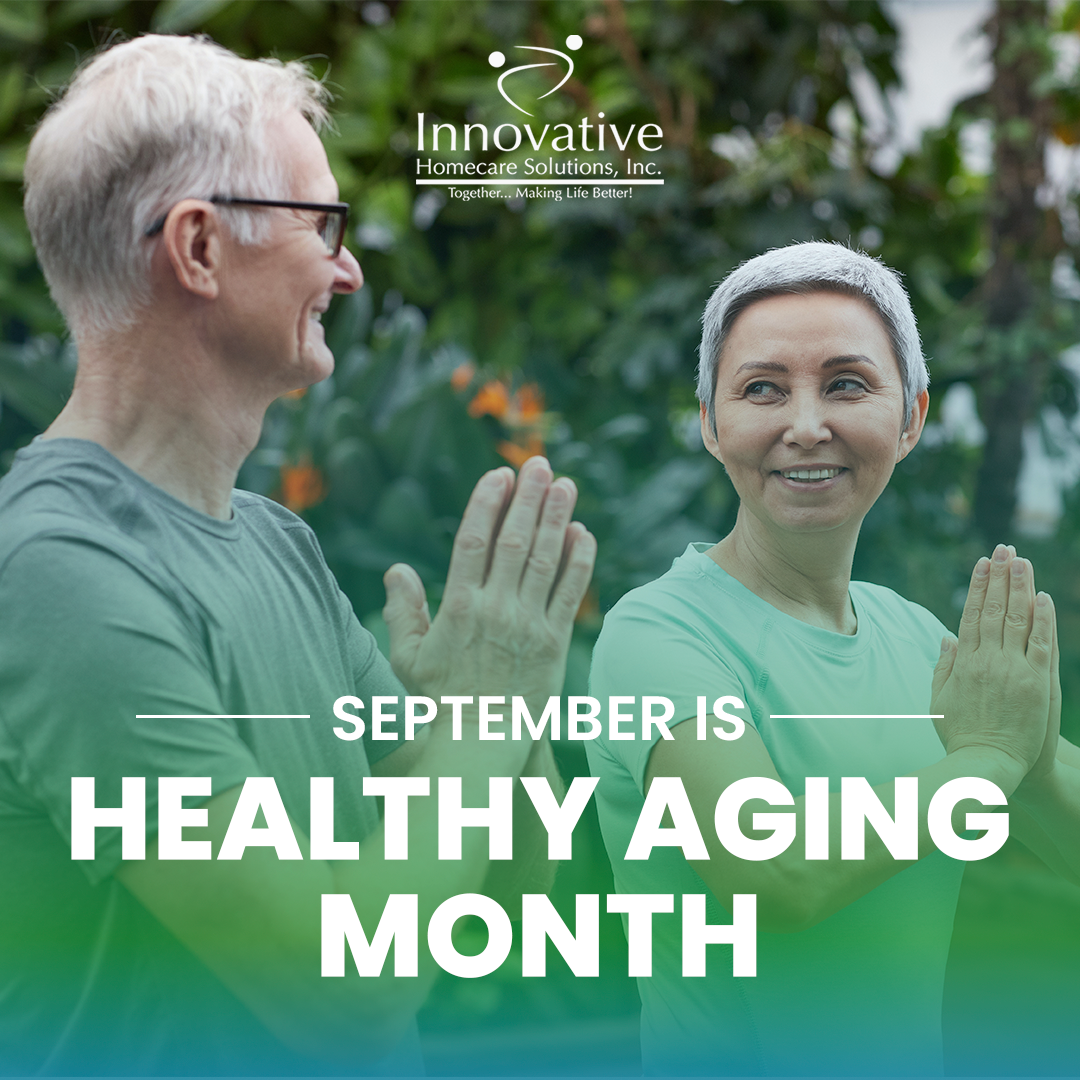 Innovative
Homecare Solutions, Inc.
Together... Making Life Better!
SEPTEMBER IS
HEALTHY AGING
MONTH